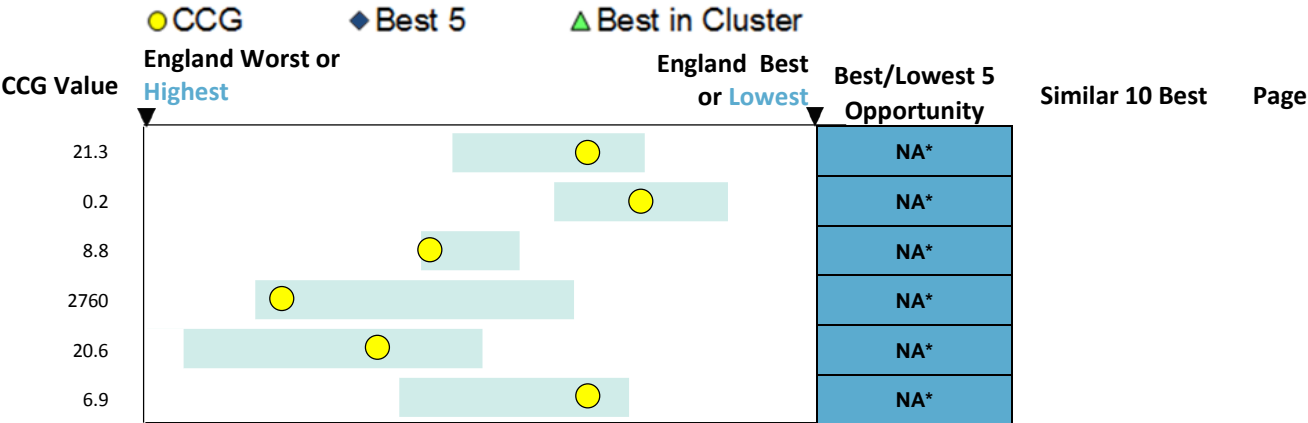 CCG Best 5 Best in Cluster
CCG Value
England Worst or
Highest
England Best
or Lowest
Best/Lowest 5
Opportunity
Similar 10 Best
Page
21.3 NA*
0.2 NA*
8.8 NA*
2760 NA*
20.6 NA*
6.9 NA*